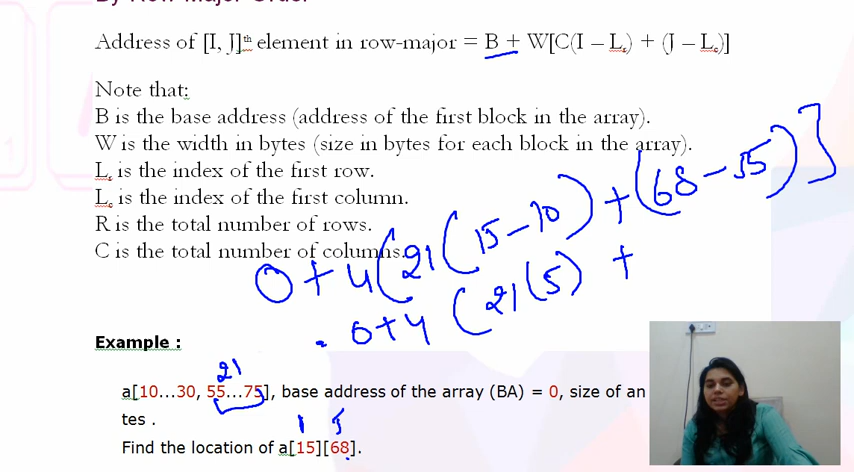 By Row Major Order
Address of [I, J]th element in row-major = B + W[C(I – Lr) + (J – Lc)]
Note that:
B is the base address (address of the first block in the array).
W is the width in bytes (size in bytes for each block in the array).
Lr is the index of the first row.
Lc is the index of the first column.
R is the total number of rows.
C is the total number of columns.
0 + 4 (21 (15 – 10) + (68 – 55) ]
= 0 + 4 (21 (5) +
Example :
21
a[10...30, 55...75], base address of the array (BA) = 0, size of an
tes .
I J
Find the location of a[15][68].